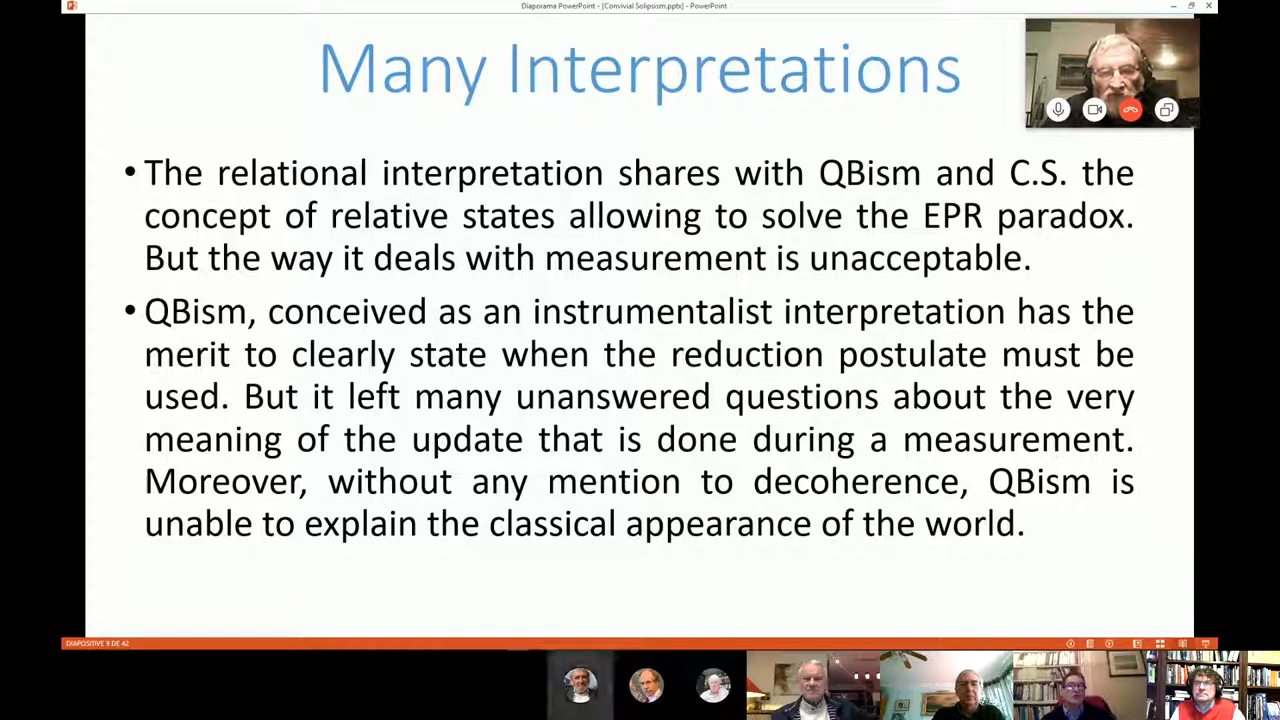 Diaporama PowerPoint - [Convivial Solipsism.pptx] - PowerPoint
Many Interpretations
• The relational interpretation shares with QBism and C.S. the
concept of relative states allowing to solve the EPR paradox.
But the way it deals with measurement is unacceptable.
• QBism, conceived as an instrumentalist interpretation has the
merit to clearly state when the reduction postulate must be
used. But it left many unanswered questions about the very
meaning of the update that is done during a measurement.
Moreover, without any mention to decoherence, QBism is
unable to explain the classical appearance of the world.
DIAPOSITIVE 9 DE 42